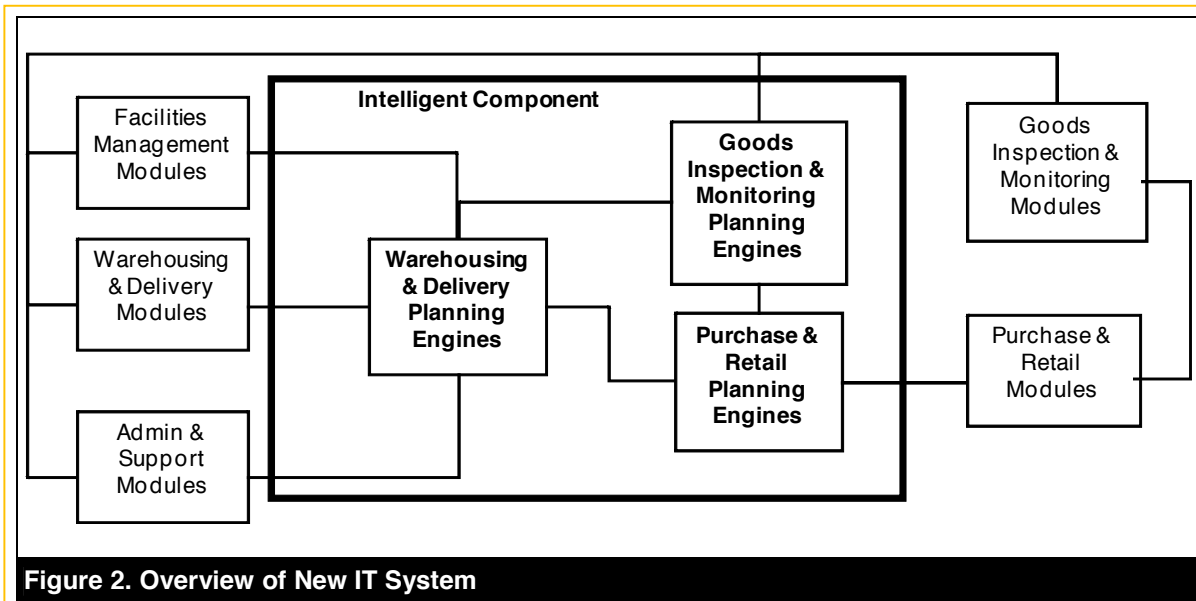 Intelligent Component
Facilities
Management
Modules
Goods
Inspection &
Monitoring
Planning
Engines
Goods
Inspection &
Monitoring
Modules
Warehousing
& Delivery
Modules
Warehousing
& Delivery
Planning
Engines
Purchase &
Retail
Planning
Engines
Purchase &
Retail
Modules
Admin &
Support
Modules
Figure 2. Overview of New IT System